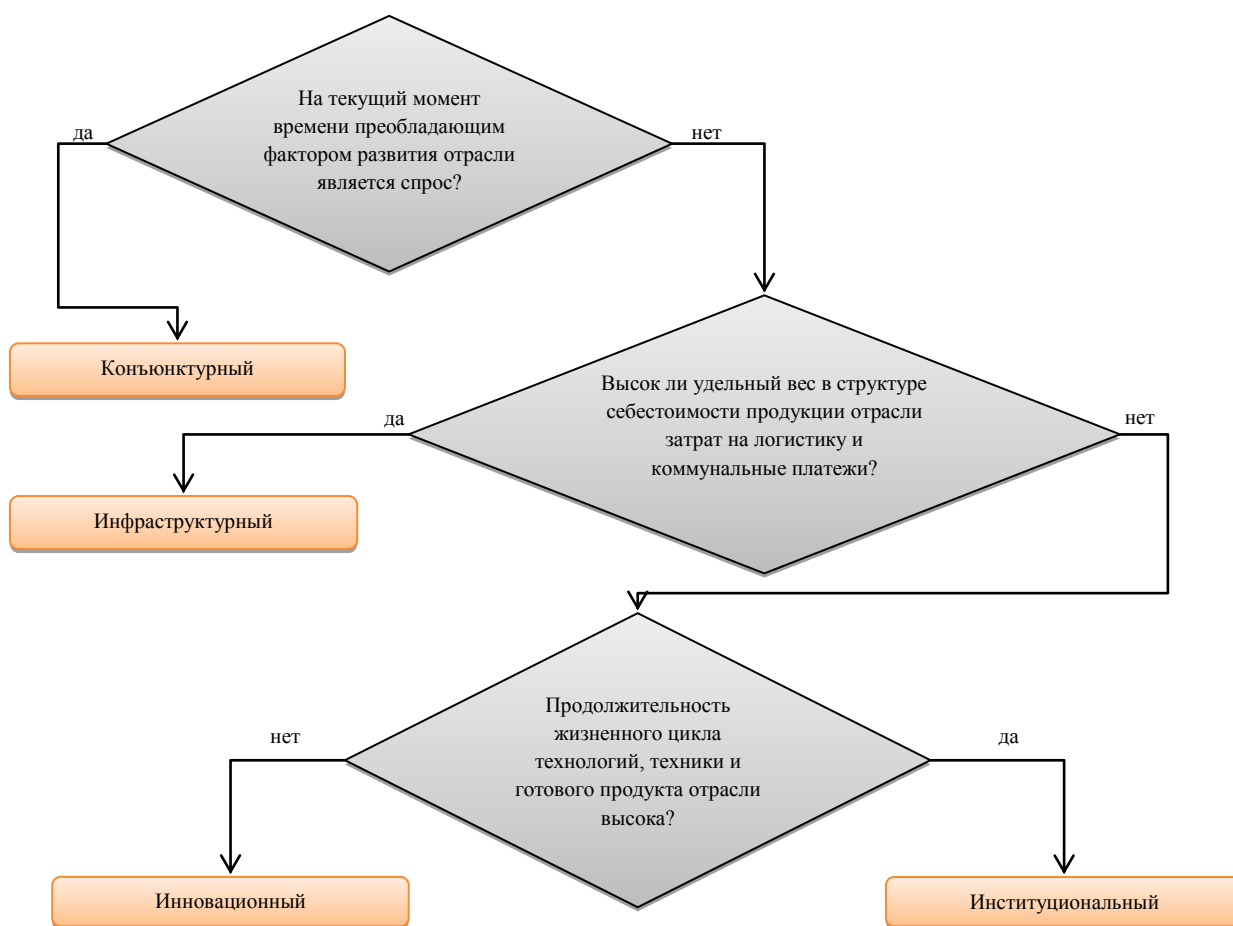 На текущий момент
времени преобладающим
фактором развития отрасли
является спрос?
да
нет
Конъюнктурный
Высок ли удельный вес в структуре
себестоимости продукции отрасли
затрат на логистику и
коммунальные платежи?
да
нет
Инфраструктурный
Продолжительность
жизненного цикла
технологий, техники и
готового продукта отрасли
высока?
нет
да
Инновационный
Институциональный